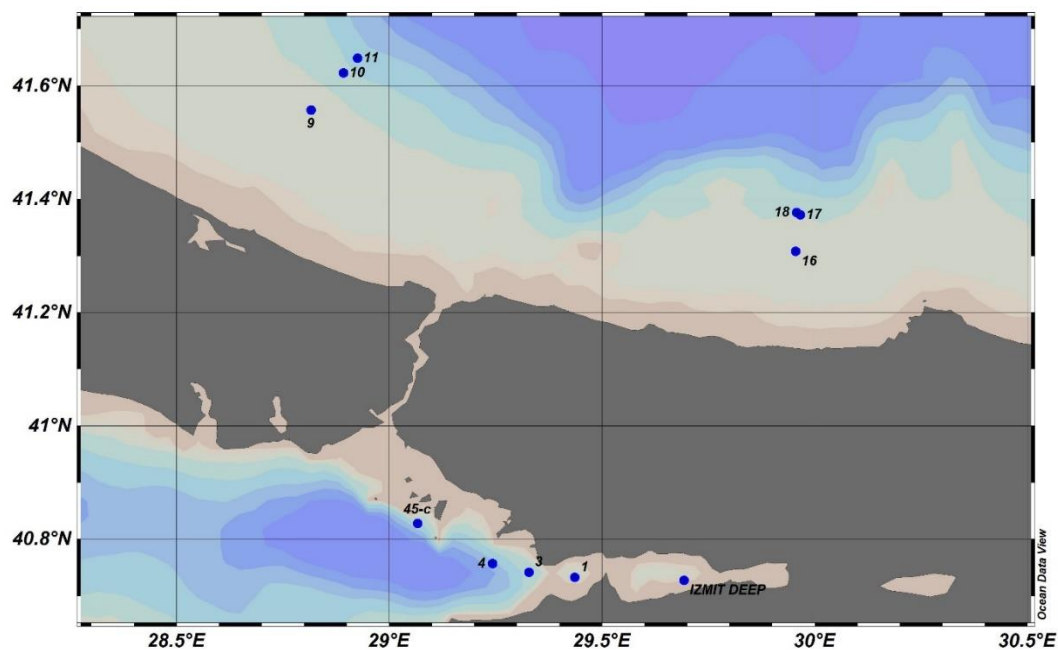 11
41.6°N
10
9
41.4°N
18
17
16
41.2°N
41°N
45-c
40.8°N
4
3
1
IZMIT DEEP
Ocean Data View
28.5°E
29°E
29.5°E
30°E
30.5°E